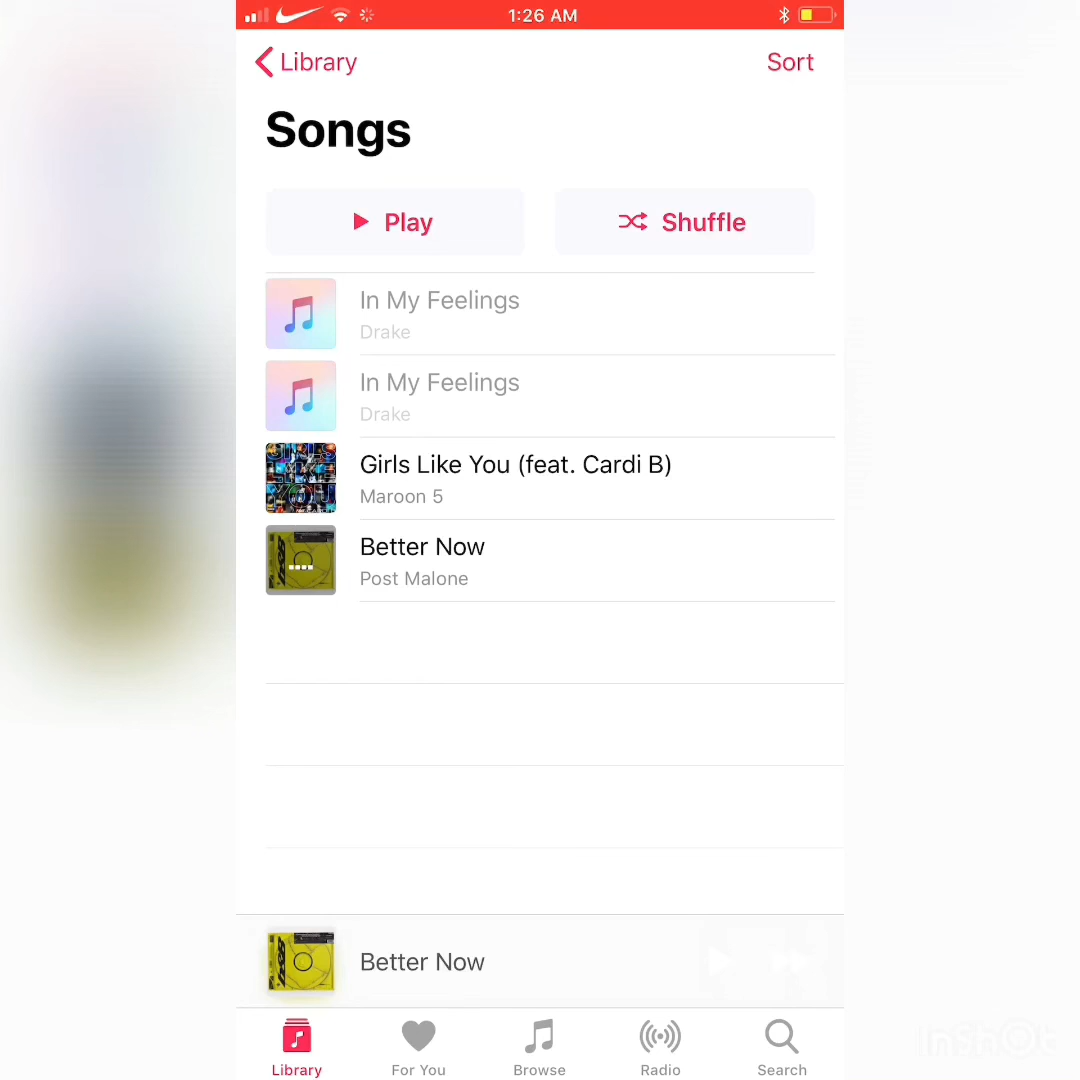 1:26 AM
Library
Sort
Songs
Play
Shuffle
In My Feelings
Drake
In My Feelings
Drake
Girls Like You (feat. Cardi B)
Maroon 5
Better Now
Post Malone
Better Now
Library
For You
Browse
Radio
Search
InShOt